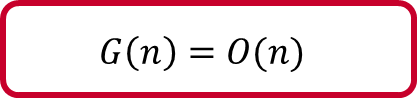 G(n) = O(n)